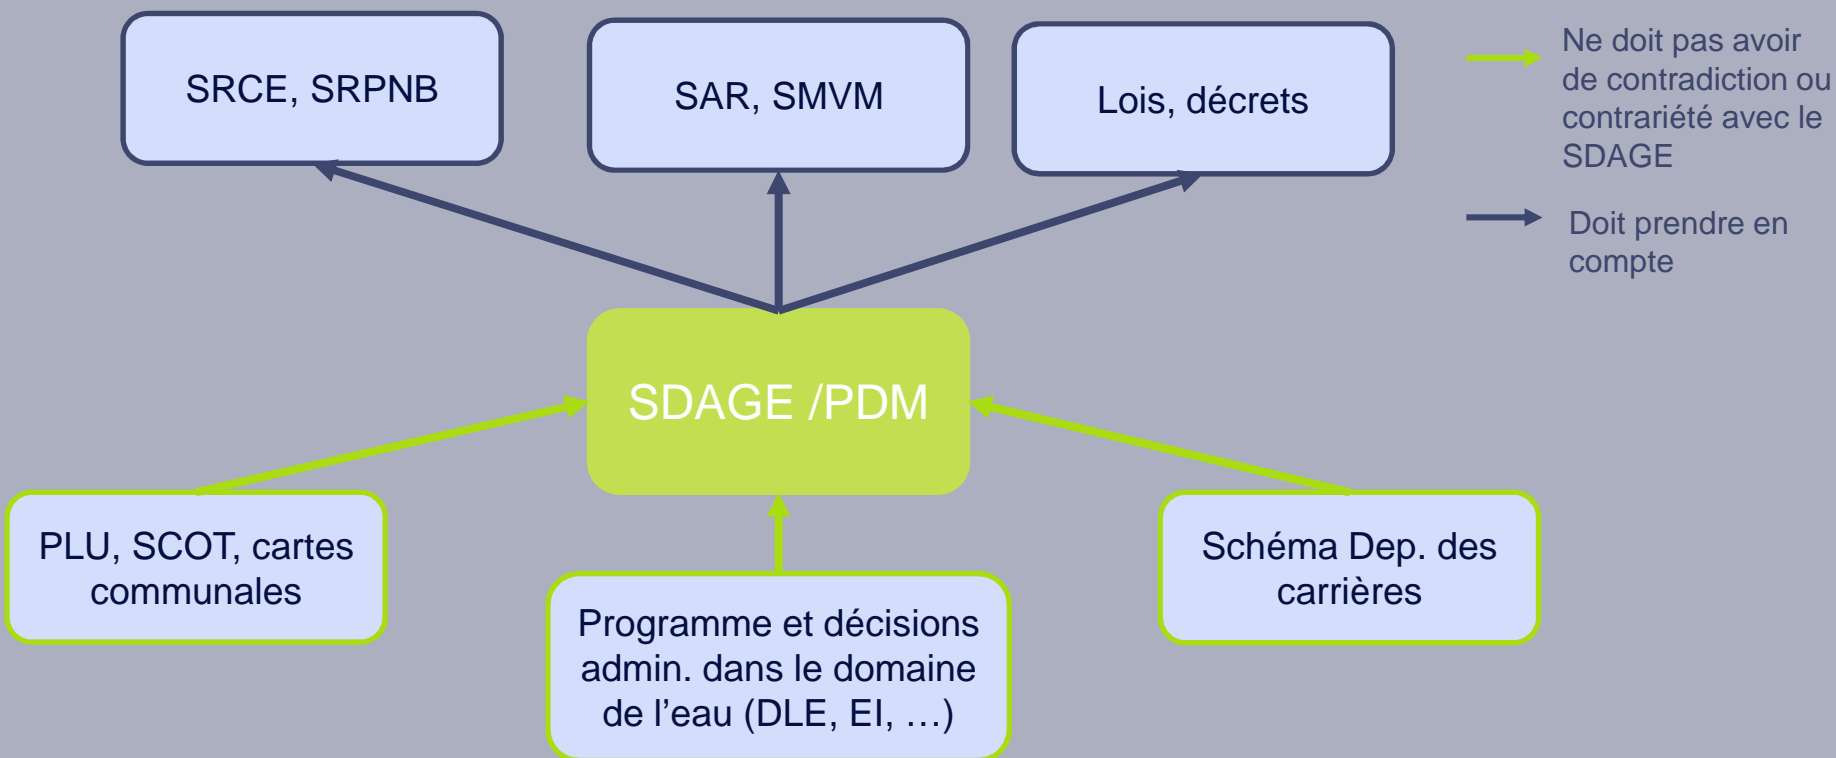 SRCE, SRPNB
SAR, SMVM
Lois, décrets
Ne doit pas avoir
de contradiction ou
contrariété avec le
SDAGE
Doit prendre en
compte
SDAGE /PDM
PLU, SCOT, cartes
communales
Programme et décisions
admin. dans le domaine
de l’eau (DLE, EI, …)
Schéma Dep. des
carrières